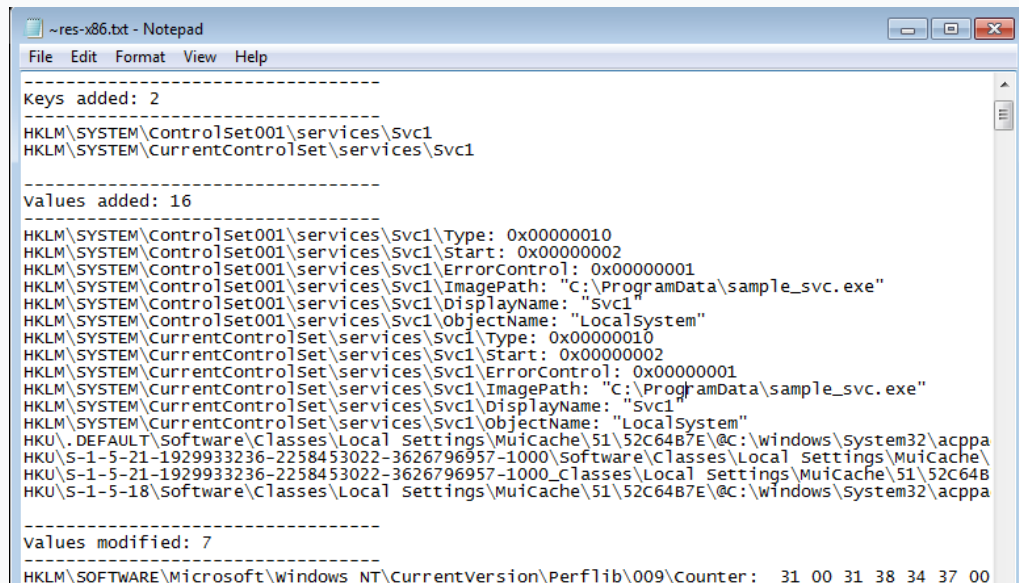 ~res-x86.txt - Notepad
File Edit Format View Help
----------------------------------
Keys added: 2
----------------------------------
HKLM\SYSTEM\ControlSet001\services\Svc1
HKLM\SYSTEM\CurrentControlSet\services\Svc1
----------------------------------
Values added: 16
----------------------------------
HKLM\SYSTEM\ControlSet001\services\Svc1\Type: 0x00000010
HKLM\SYSTEM\ControlSet001\services\Svc1\Start: 0x00000002
HKLM\SYSTEM\ControlSet001\services\Svc1\ErrorControl: 0x00000001
HKLM\SYSTEM\ControlSet001\services\Svc1\ImagePath: "C:\ProgramData\sample_svc.exe"
HKLM\SYSTEM\ControlSet001\services\Svc1\DisplayName: "Svc1"
HKLM\SYSTEM\ControlSet001\services\Svc1\ObjectName: "LocalSystem"
HKLM\SYSTEM\CurrentControlSet\services\Svc1\Type: 0x00000010
HKLM\SYSTEM\CurrentControlSet\services\Svc1\Start: 0x00000002
HKLM\SYSTEM\CurrentControlSet\services\Svc1\ErrorControl: 0x00000001
HKLM\SYSTEM\CurrentControlSet\services\Svc1\ImagePath: "C:\ProgramData\sample_svc.exe"
HKLM\SYSTEM\CurrentControlSet\services\Svc1\DisplayName: "Svc1"
HKLM\SYSTEM\CurrentControlSet\services\Svc1\ObjectName: "LocalSystem"
HKU\.DEFAULT\Software\Classes\Local Settings\MuiCache\51\52C64B7E\@C:\Windows\System32\acppa
HKU\S-1-5-21-1929933236-2258453022-3626796957-1000\Software\Classes\Local Settings\MuiCache\
HKU\S-1-5-21-1929933236-2258453022-3626796957-1000_Classes\Local Settings\MuiCache\51\52C64B
HKU\S-1-5-18\Software\Classes\Local Settings\MuiCache\51\52C64B7E\@C:\Windows\System32\acppa
----------------------------------
Values modified: 7
----------------------------------
HKLM\SOFTWARE\Microsoft\Windows NT\CurrentVersion\Perflib\009\Counter: 31 00 31 38 34 37 00